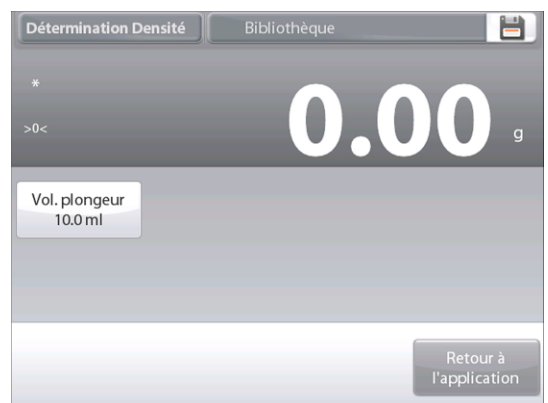 Détermination Densité
Bibliothèque
*
>0<
0.00 g
Vol. plongeur
10.0 ml
Retour à
l'application